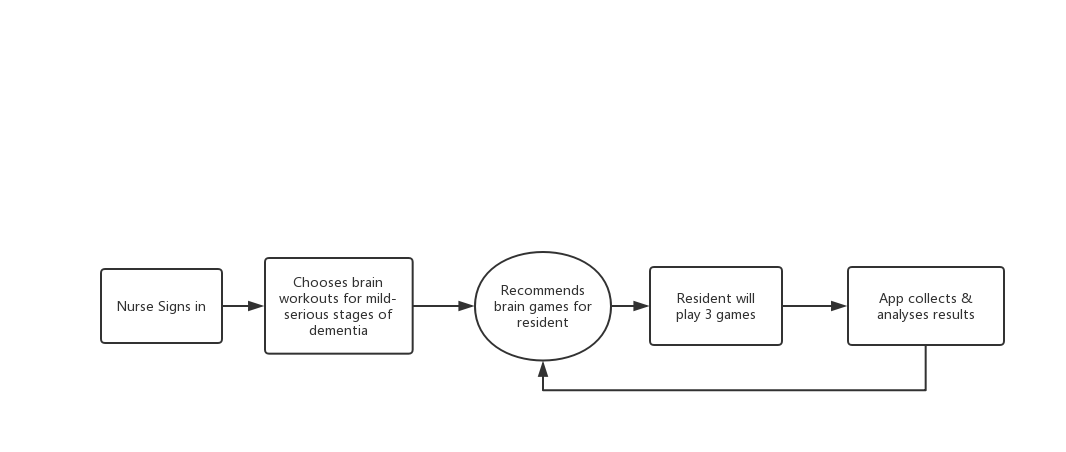 Nurse Signs in
Chooses brain
workouts for mild-
serious stages of
dementia
Recommends
brain games for
resident
Resident will
play 3 games
App collects &
analyses results